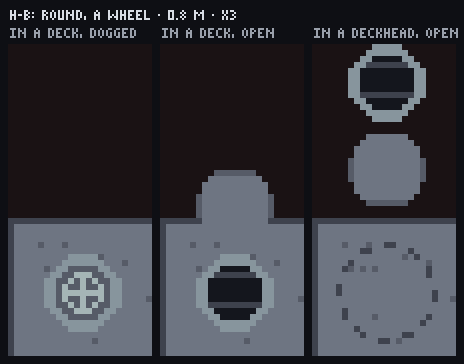 H-B: ROUND, A WHEEL · 0.8 M · X3
IN A DECK, DOGGED
IN A DECK, OPEN
IN A DECKHEAD, OPEN